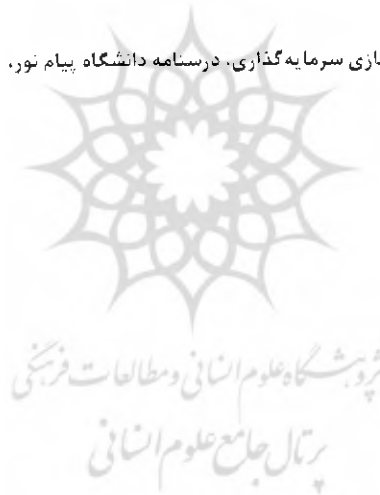 ازی سرمایه‌گذاری. درسنامه دانشگاه پیام نور،
پژوهشگاه علوم انسانی و مطالعات فرهنگی
پرتال جامع علوم انسانی